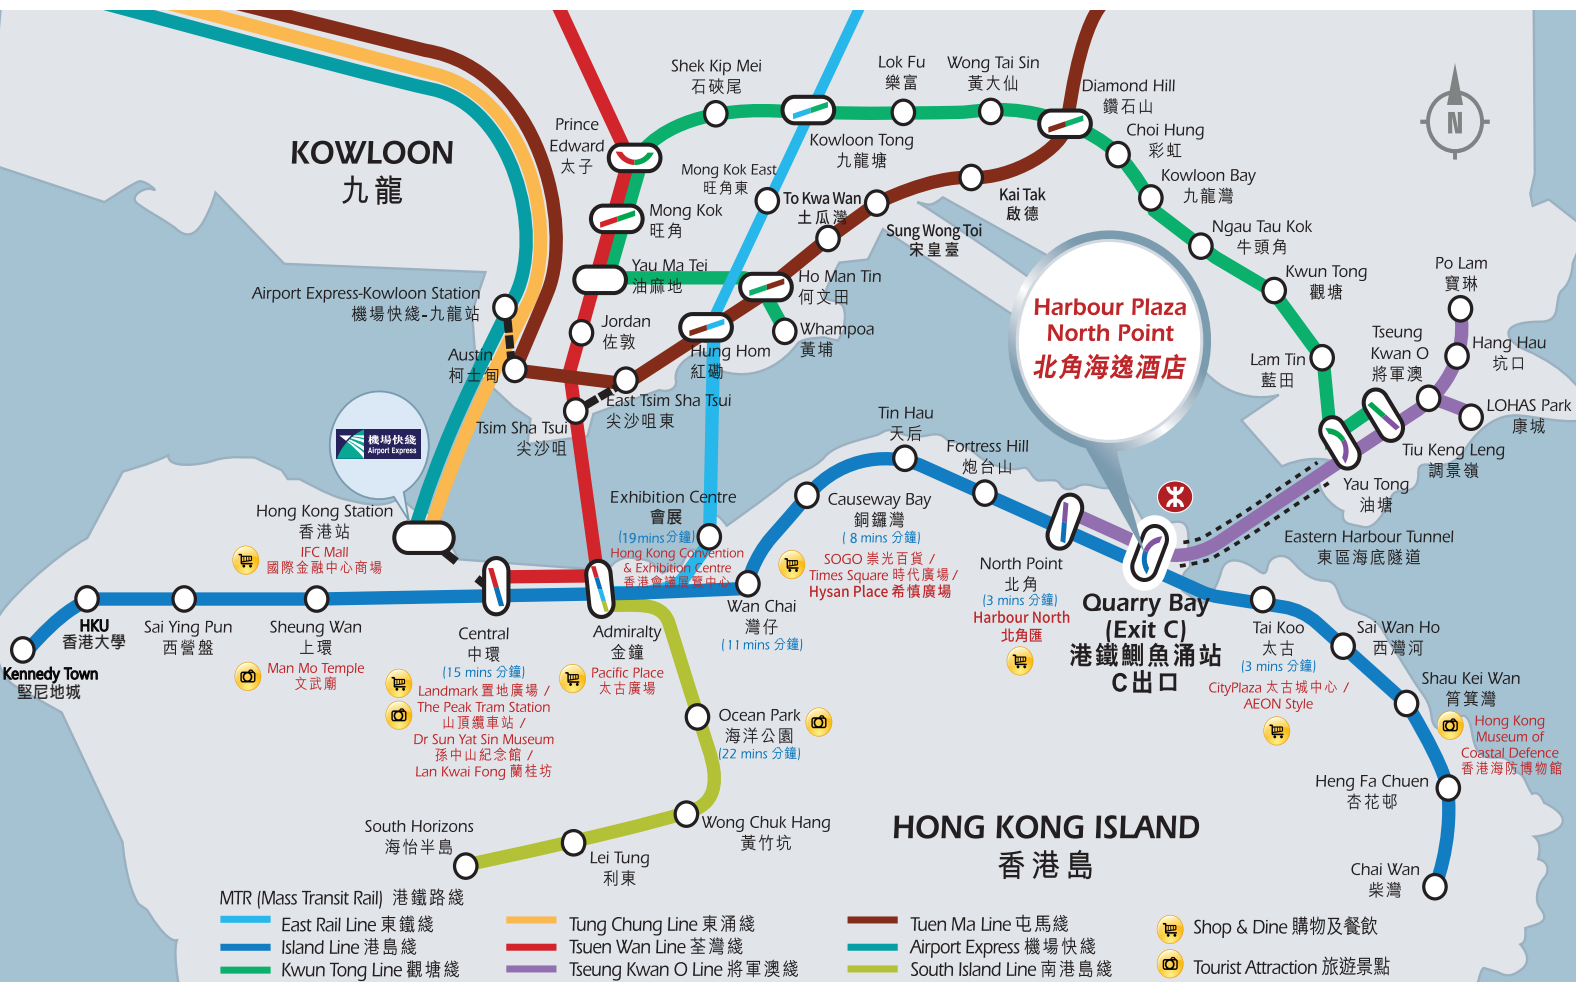 Shek Kip Mei
石硤尾
Lok Fu
樂富
Wong Tai Sin
黃大仙
Diamond Hill
鑽石山
Prince
Edward
太子
Kowloon Tong
九龍塘
Choi Hung
彩虹
N
KOWLOON
九龍
Mong Kok East
旺角東
Kowloon Bay
九龍灣
To Kwa Wan
土瓜灣
Kai Tak
啟德
Mong Kok
旺角
Sung Wong Toi
宋皇臺
Ngau Tau Kok
牛頭角
Yau Ma Tei
油麻地
Ho Man Tin
何文田
Kwun Tong
觀塘
Po Lam
寶琳
Airport Express-Kowloon Station
機場快綫-九龍站
Harbour Plaza
North Point
北角海逸酒店
Jordan
佐敦
Whampoa
黃埔
Tseung
Kwan O
將軍澳
Hang Hau
坑口
Austin
柯士甸
Hung Hom
紅磡
Lam Tin
藍田
East Tsim Sha Tsui
尖沙咀東
LOHAS Park
康城
Tsim Sha Tsui
尖沙咀
Tin Hau
天后
機場快綫
Airport Express
Fortress Hill
炮台山
Tiu Keng Leng
調景嶺
Yau Tong
油塘
Hong Kong Station
香港站
IFC Mall
國際金融中心商場
Exhibition Centre
會展
(19mins分鐘)
Hong Kong Convention
& Exhibition Centre
香港會議展覽中心
Causeway Bay
銅鑼灣
( 8 mins 分鐘)
SOGO 崇光百貨 /
Times Square 時代廣場 /
Hysan Place 希慎廣場
Eastern Harbour Tunnel
東區海底隧道
North Point
北角
(3 mins 分鐘)
Harbour North
北角匯
Quarry Bay
(Exit C)
港鐵鰂魚涌站
C出口
Wan Chai
灣仔
(11mins 分鐘)
HKU
香港大學
Sai Ying Pun
西營盤
Sheung Wan
上環
Man Mo Temple
文武廟
Central
中環
(15 mins 分鐘)
Landmark 置地廣場 /
The Peak Tram Station
山頂纜車站 /
Dr Sun Yat Sin Museum
孫中山紀念館 /
Lan Kwai Fong 蘭桂坊
Admiralty
金鐘
Pacific Place
太古廣場
Tai Koo
太古
(3 mins 分鐘)
CityPlaza 太古城中心 /
AEON Style
Sai Wan Ho
西灣河
Kennedy Town
堅尼地城
Shau Kei Wan
筲箕灣
Hong Kong
Museum of
Coastal Defence
香港海防博物館
Ocean Park
海洋公園
(22 mins 分鐘)
Heng Fa Chuen
杏花邨
South Horizons
海怡半島
Wong Chuk Hang
黃竹坑
HONG KONG ISLAND
香港島
Lei Tung
利東
Chai Wan
柴灣
MTR (Mass Transit Rail) 港鐵路綫
East Rail Line 東鐵綫
Island Line 港島綫
Kwun Tong Line 觀塘綫
Tung Chung Line 東涌綫
Tsuen Wan Line 荃灣綫
Tseung Kwan O Line 將軍澳綫
Tuen Ma Line 屯馬綫
Airport Express 機場快綫
South Island Line 南港島綫
Shop & Dine 購物及餐飲
Tourist Attraction 旅遊景點